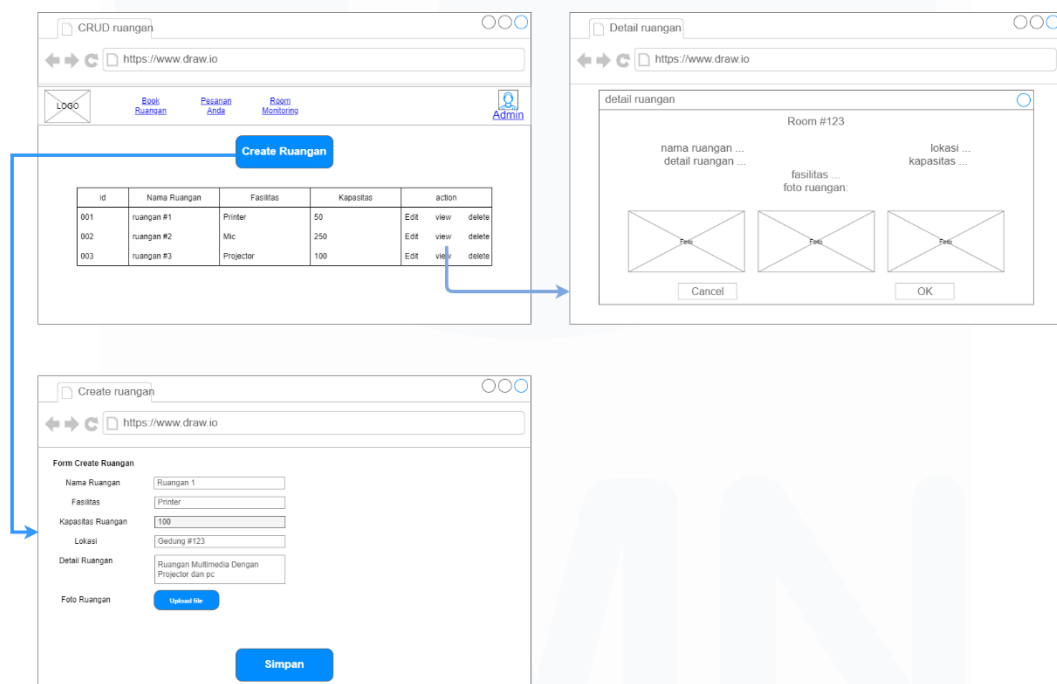 CRUD ruangan
https://www.draw.io
LOGO
Book Ruangan
Pesanan Anda
Room Monitoring
Admin
Create Ruangan
id Nama Ruangan Fasilitas Kapasitas action
001 ruangan #1 Printer 50 Edit view delete
002 ruangan #2 Mic 250 Edit view delete
003 ruangan #3 Projector 100 Edit view delete
Detail ruangan
https://www.draw.io
detail ruangan
Room #123
nama ruangan ... lokasi ...
detail ruangan ... kapasitas ...
fasilitas ...
foto ruangan:
Foto Foto Foto
Cancel OK
Create ruangan
https://www.draw.io
Form Create Ruangan
Nama Ruangan Ruangan 1
Fasilitas Printer
Kapasitas Ruangan 100
Lokasi Gedung #123
Detail Ruangan Ruangan Multimedia Dengan
Projector dan pc
Foto Ruangan Upload file
Simpan